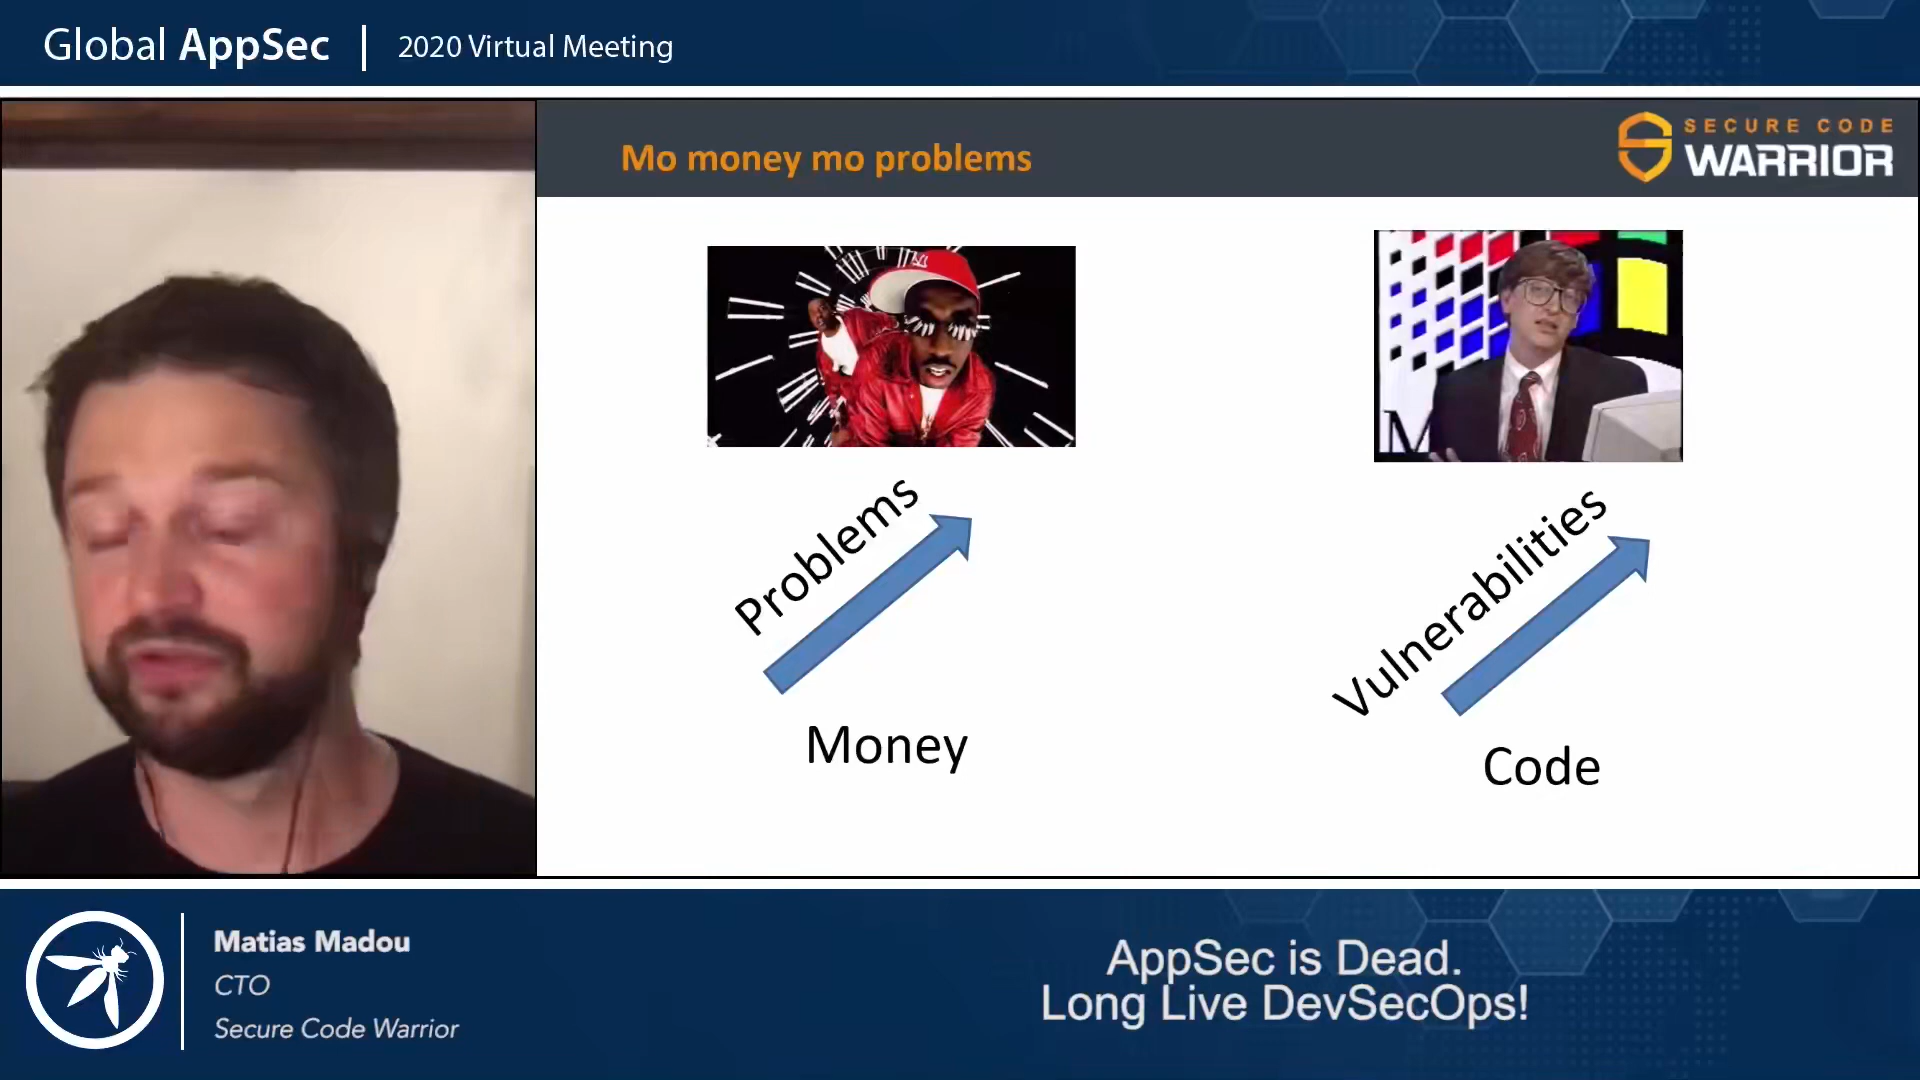 Global AppSec | 2020 Virtual Meeting
Mo money mo problems
SECURE CODE
WARRIOR
M
Problems
Money
Vulnerabilities
Code
Matias Madou
CTO
Secure Code Warrior
AppSec is Dead.
Long Live DevSecOps!